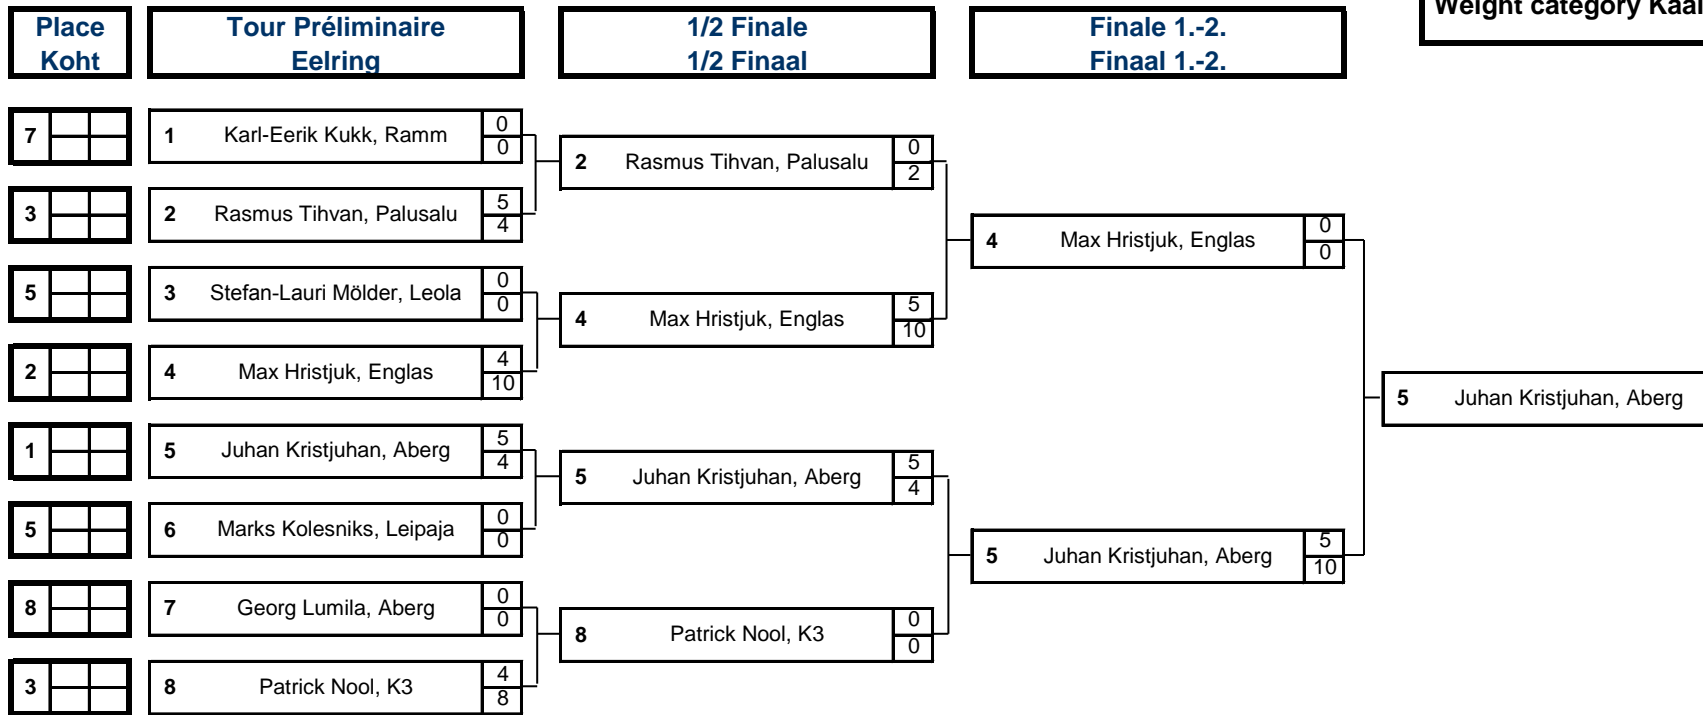 Weight category Kaal
Place
Koht
Tour Préliminaire
Eelring
1/2 Finale
1/2 Finaal
Finale 1.-2.
Finaal 1.-2.
7
1 Karl-Eerik Kukk, Ramm 0
0
2 Rasmus Tihvan, Palusalu 0
2
3
2 Rasmus Tihvan, Palusalu 5
4
4 Max Hristjuk, Englas 0
0
5
3 Stefan-Lauri Mölder, Leola 0
0
4 Max Hristjuk, Englas 5
10
2
4 Max Hristjuk, Englas 4
10
5 Juhan Kristjuhan, Aberg
1
5 Juhan Kristjuhan, Aberg 5
4
5 Juhan Kristjuhan, Aberg 5
4
5
6 Marks Kolesniks, Leipaja 0
0
5 Juhan Kristjuhan, Aberg 5
10
8
7 Georg Lumila, Aberg 0
0
8 Patrick Nool, K3 0
0
3
8 Patrick Nool, K3 4
8